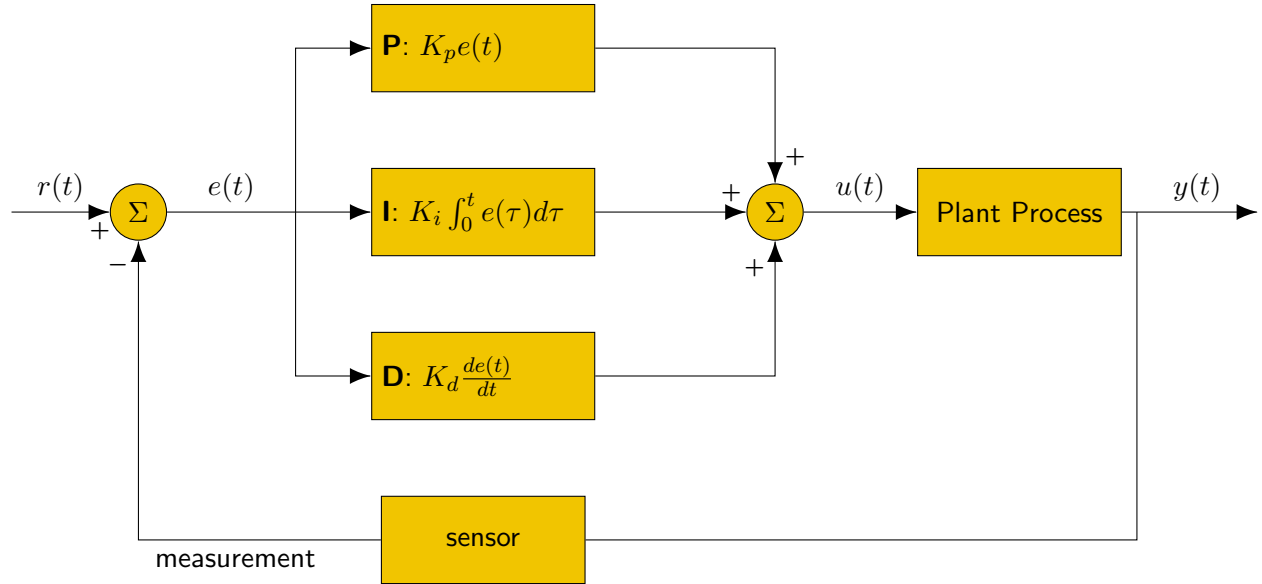 P: K_p e(t)
+
r(t) Σ e(t) I: K_i ∫_0^t e(τ)dτ + Σ u(t) Plant Process y(t)
+
−
+
D: K_d de(t)/dt
sensor
measurement